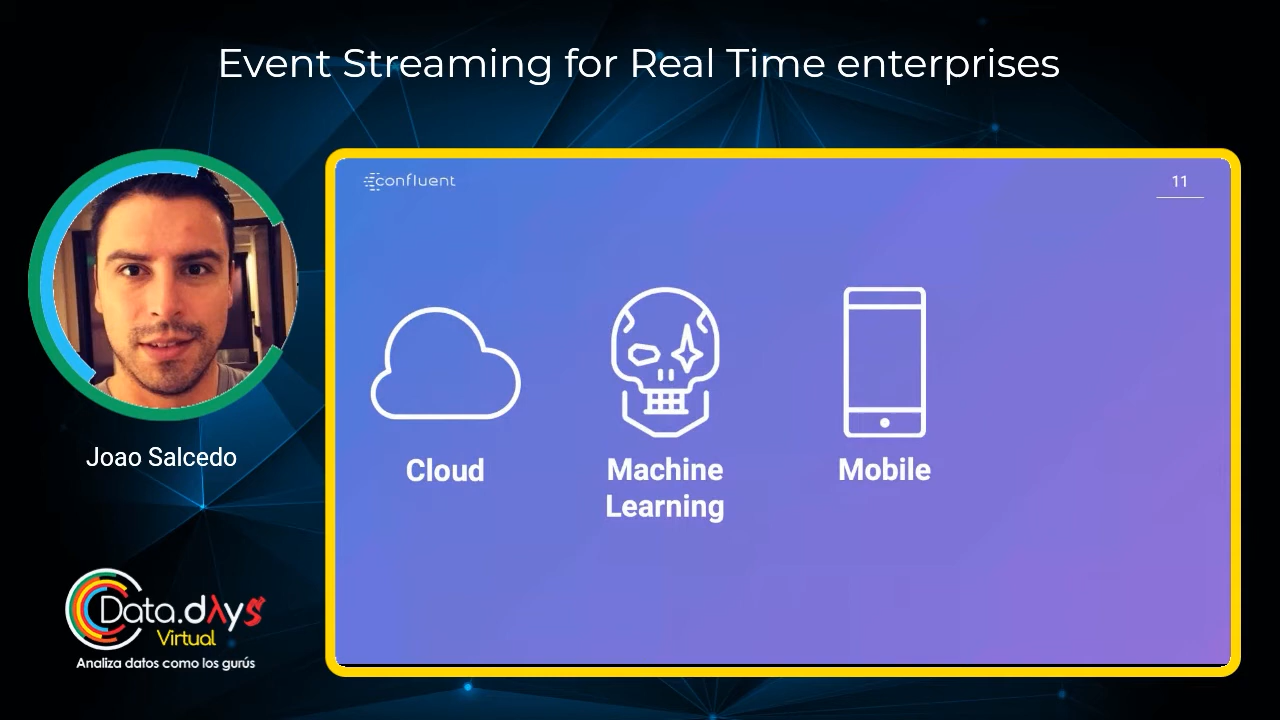 Event Streaming for Real Time enterprises
confluent
11
Cloud
Machine
Learning
Mobile
Joao Salcedo
Data.dλys
Virtual
Analiza datos como los gurús